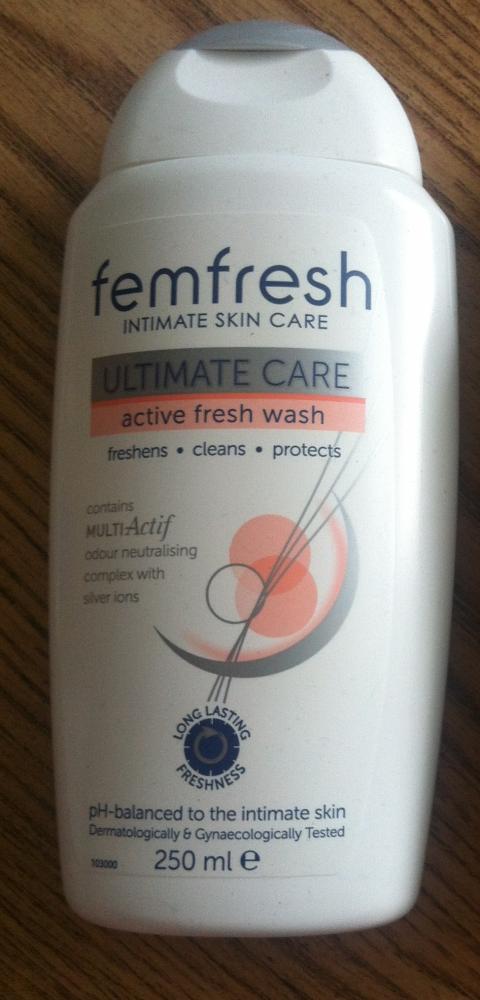 femfresh
INTIMATE SKIN CARE
ULTIMATE CARE
active fresh wash
freshens • cleans • protects
contains
MULTIActif
odour neutralising
complex with
silver ions
LONG LASTING
FRESHNESS
pH-balanced to the intimate skin
Dermatologically & Gynaecologically Tested
103000 250 ml e